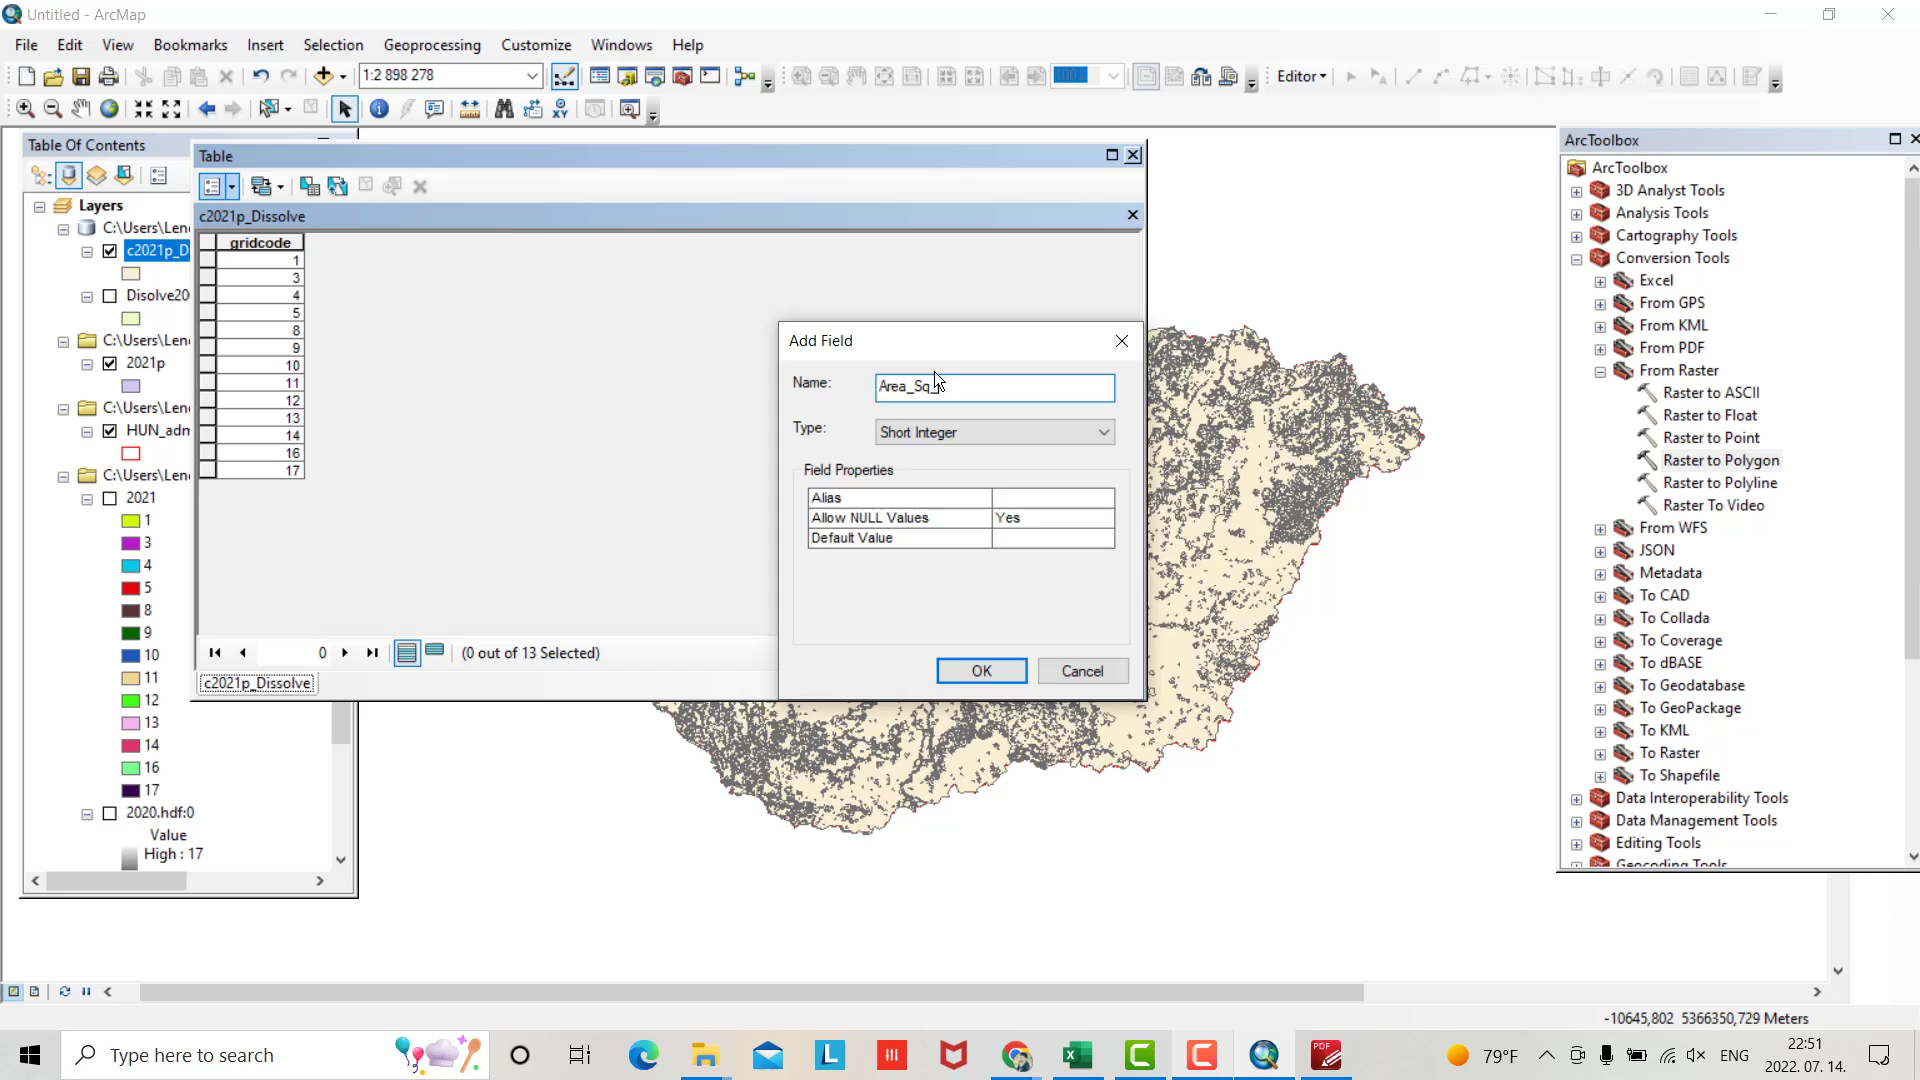 Untitled - ArcMap
File Edit View Bookmarks Insert Selection Geoprocessing Customize Windows Help
1:2 898 278
100%
Editor
Table Of Contents
Layers
C:\Users\Len
c2021p_D
Disolve20
C:\Users\Len
2021p
C:\Users\Len
HUN_adm
C:\Users\Len
2021
1
3
4
5
8
9
10
11
12
13
14
16
17
2020.hdf:0
Value
High : 17
Table
c2021p_Dissolve
gridcode
1
3
4
5
8
9
10
11
12
13
14
16
17
0
(0 out of 13 Selected)
c2021p_Dissolve
Add Field
Name:
Area_Sq_
Type:
Short Integer
Field Properties
Alias
Allow NULL Values Yes
Default Value
OK Cancel
ArcToolbox
ArcToolbox
3D Analyst Tools
Analysis Tools
Cartography Tools
Conversion Tools
Excel
From GPS
From KML
From PDF
From Raster
Raster to ASCII
Raster to Float
Raster to Point
Raster to Polygon
Raster to Polyline
Raster To Video
From WFS
JSON
Metadata
To CAD
To Collada
To Coverage
To dBASE
To Geodatabase
To GeoPackage
To KML
To Raster
To Shapefile
Data Interoperability Tools
Data Management Tools
Editing Tools
Geocoding Tools
-10645,802 5366350,729 Meters
Type here to search
PDF
79°F
ENG
22:51
2022. 07. 14.